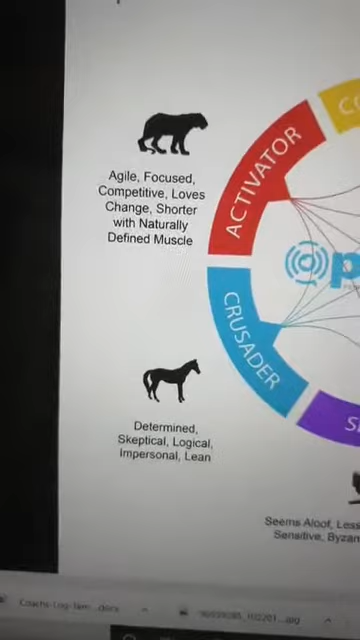 Agile, Focused,
Competitive, Loves
Change, Shorter
with Naturally
Defined Muscle
ACTIVATOR
CRUSADER
Determined,
Skeptical, Logical,
Impersonal, Lean
Seems Aloof, Less
Sensitive, Byzan